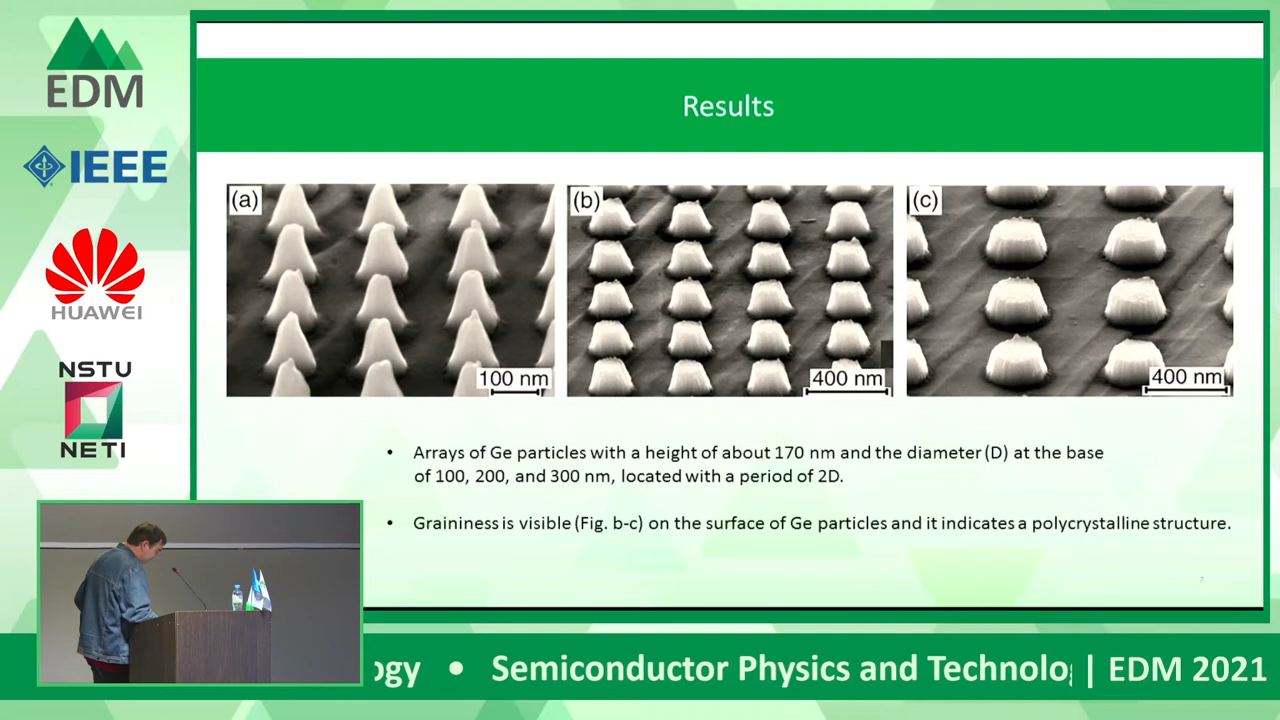 EDM
IEEE
HUAWEI
NSTU
NETI
Results
(a)
100 nm
(b)
400 nm
(c)
400 nm
• Arrays of Ge particles with a height of about 170 nm and the diameter (D) at the base
of 100, 200, and 300 nm, located with a period of 2D.
• Graininess is visible (Fig. b-c) on the surface of Ge particles and it indicates a polycrystalline structure.
7
ogy • Semiconductor Physics and Technolog | EDM 2021